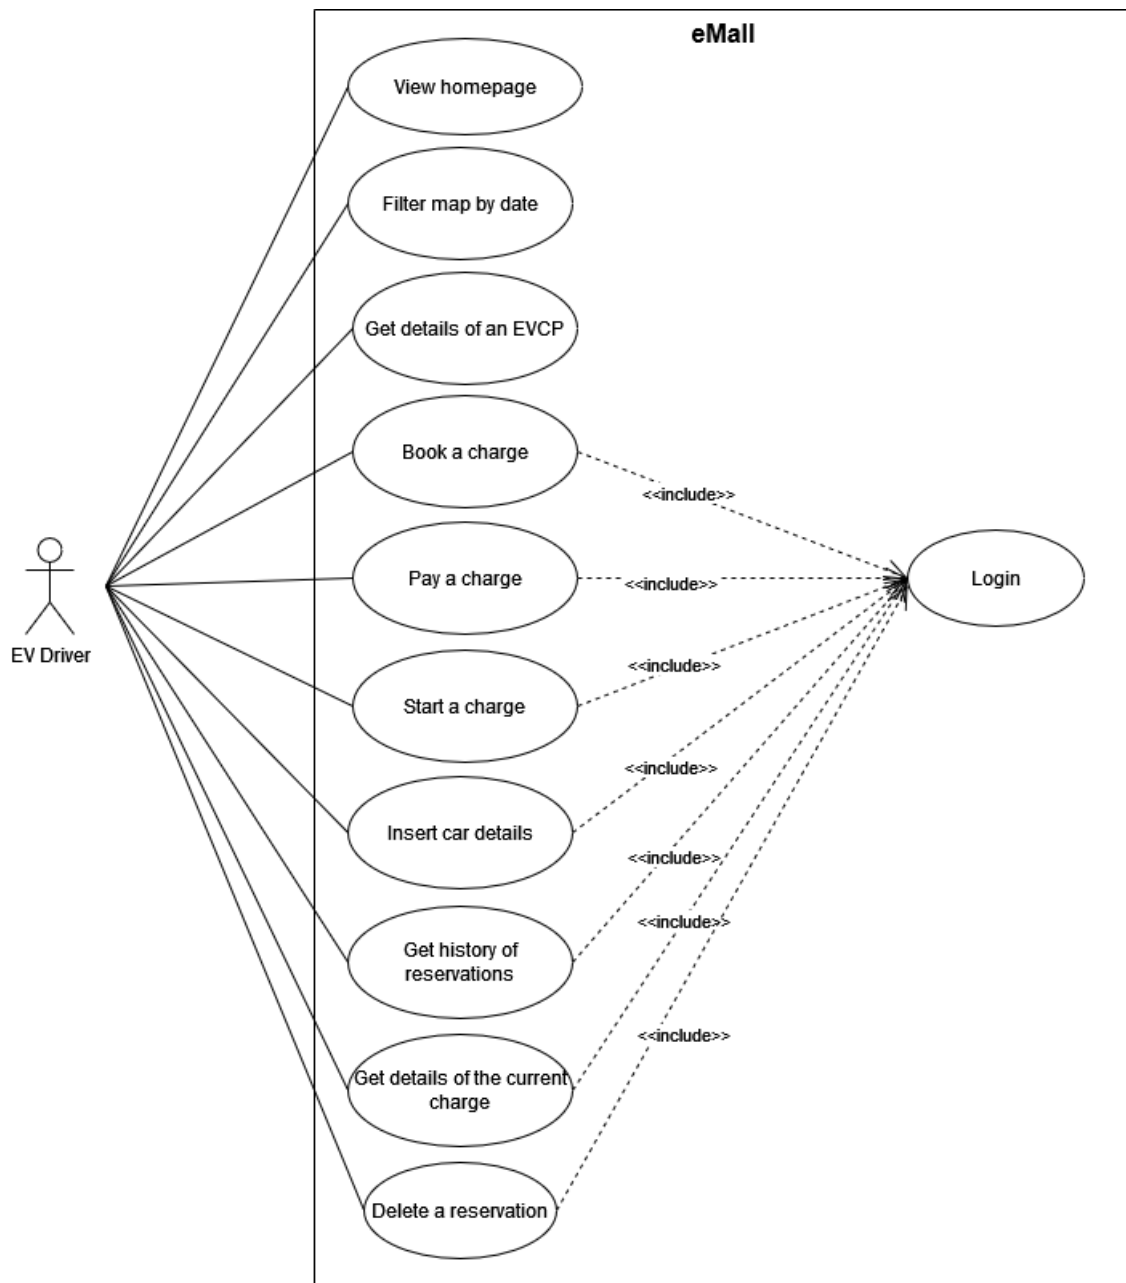 eMall
View homepage
Filter map by date
Get details of an EVCP
Book a charge
<<include>>
Pay a charge
<<include>>
Login
EV Driver
Start a charge
<<include>>
Insert car details
<<include>>
Get history of
reservations
<<include>>
<<include>>
Get details of the current
charge
<<include>>
Delete a reservation